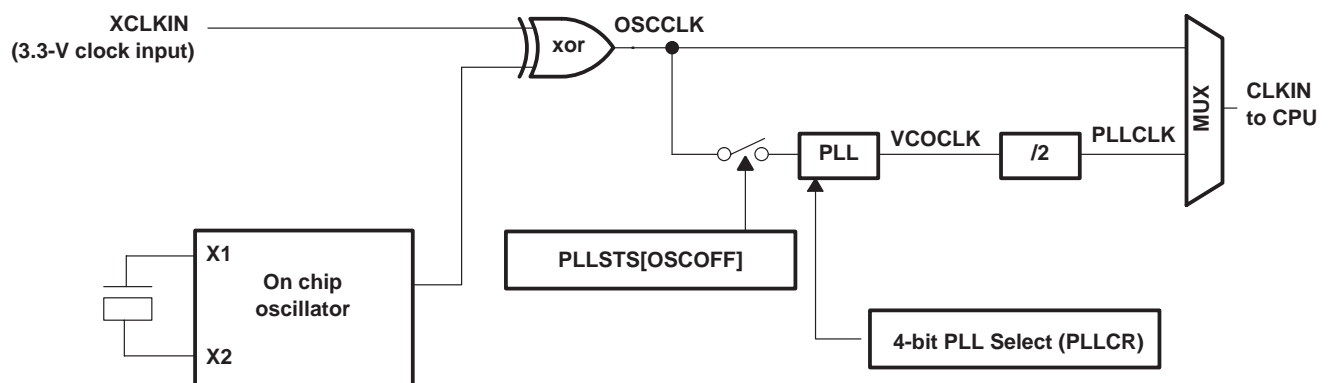 XCLKIN
(3.3-V clock input)
xor
OSCCLK
MUX
CLKIN
to CPU
PLL
VCOCLK
/2
PLLCLK
PLLSTS[OSCOFF]
X1
On chip
oscillator
X2
4-bit PLL Select (PLLCR)